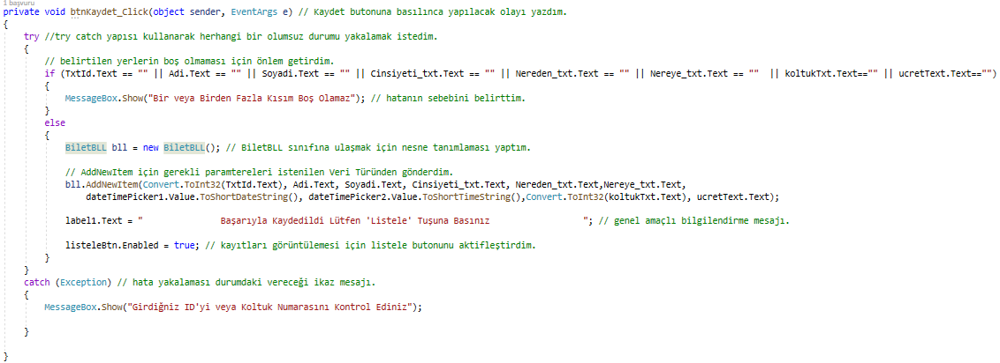 1 başvuru
private void btnKaydet_Click(object sender, EventArgs e) // Kaydet butonuna basılınca yapılacak olayı yazdım.
{
try //try catch yapısı kullanarak herhangi bir olumsuz durumu yakalamak istedim.
{
// belirtilen yerlerin boş olmaması için önlem getirdim.
if (TxtId.Text == "" || Adi.Text == "" || Soyadi.Text == "" || Cinsiyeti_txt.Text == "" || Nereden_txt.Text == "" || Nereye_txt.Text == ""  || koltukTxt.Text=="" || ucretText.Text=="")
{
MessageBox.Show("Bir veya Birden Fazla Kısım Boş Olamaz"); // hatanın sebebini belirttim.
}
else
{
BiletBLL bll = new BiletBLL(); // BiletBLL sınıfına ulaşmak için nesne tanımlaması yaptım.
// AddNewItem için gerekli paramtereleri istenilen Veri Türünden gönderdim.
bll.AddNewItem(Convert.ToInt32(TxtId.Text), Adi.Text, Soyadi.Text, Cinsiyeti_txt.Text, Nereden_txt.Text,Nereye_txt.Text,
dateTimePicker1.Value.ToShortDateString(), dateTimePicker2.Value.ToShortTimeString(),Convert.ToInt32(koltukTxt.Text), ucretText.Text);
label1.Text = "               Başarıyla Kaydedildi Lütfen 'Listele' Tuşuna Basınız                  "; // genel amaçlı bilgilendirme mesajı.
listeleBtn.Enabled = true; // kayıtları görüntülemesi için listele butonunu aktifleştirdim.
}
}
catch (Exception) // hata yakalaması durumdaki vereceği ikaz mesajı.
{
MessageBox.Show("Girdiğniz ID'yi veya Koltuk Numarasını Kontrol Ediniz");
}
}